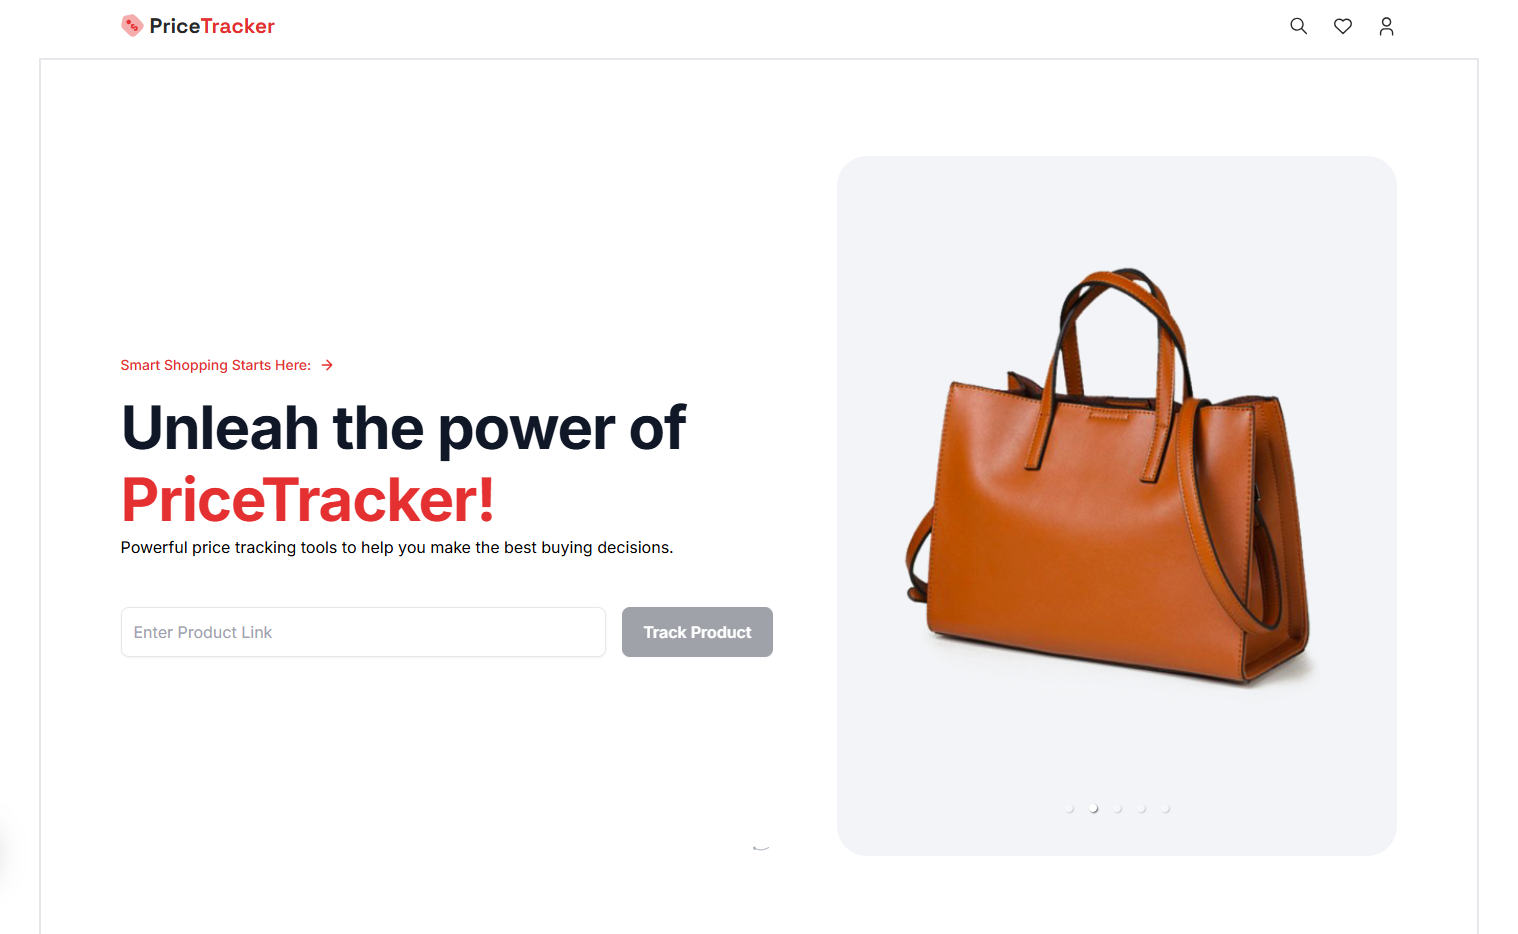 PriceTracker
Smart Shopping Starts Here:
Unleah the power of
PriceTracker!
Powerful price tracking tools to help you make the best buying decisions.
Enter Product Link
Track Product